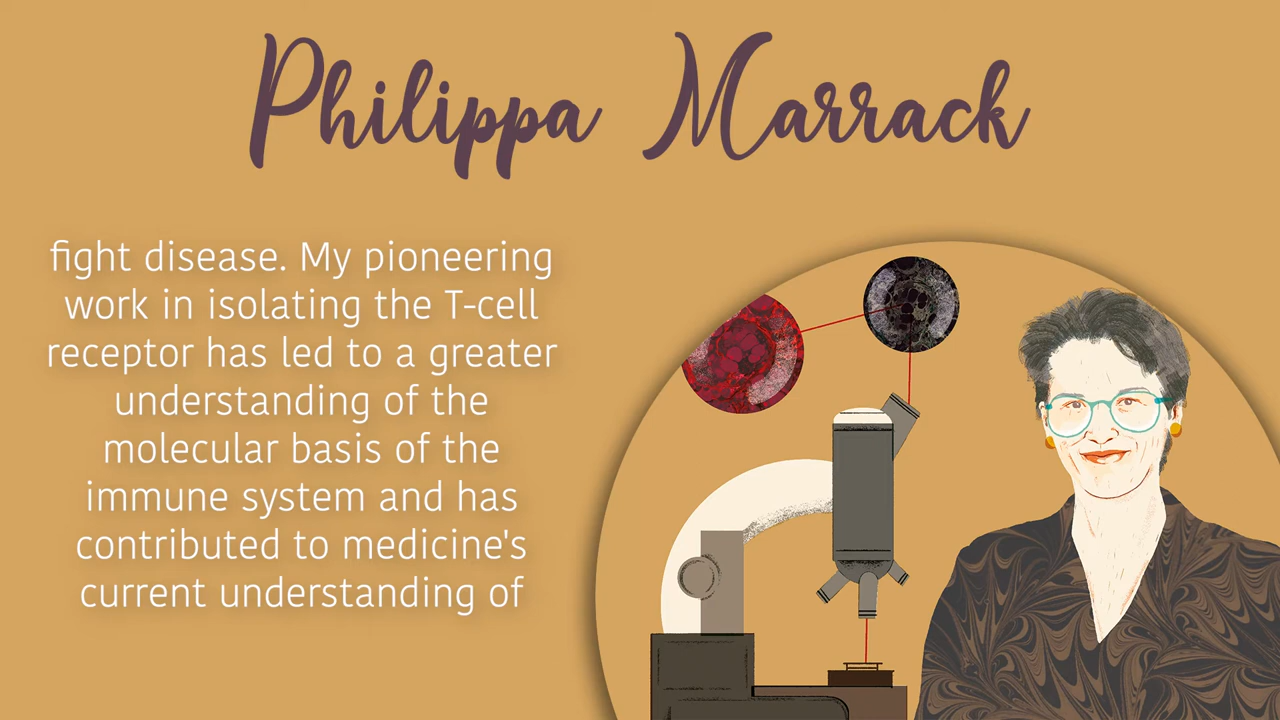 Philippa Marrack
fight disease. My pioneering
work in isolating the T-cell
receptor has led to a greater
understanding of the
molecular basis of the
immune system and has
contributed to medicine's
current understanding of